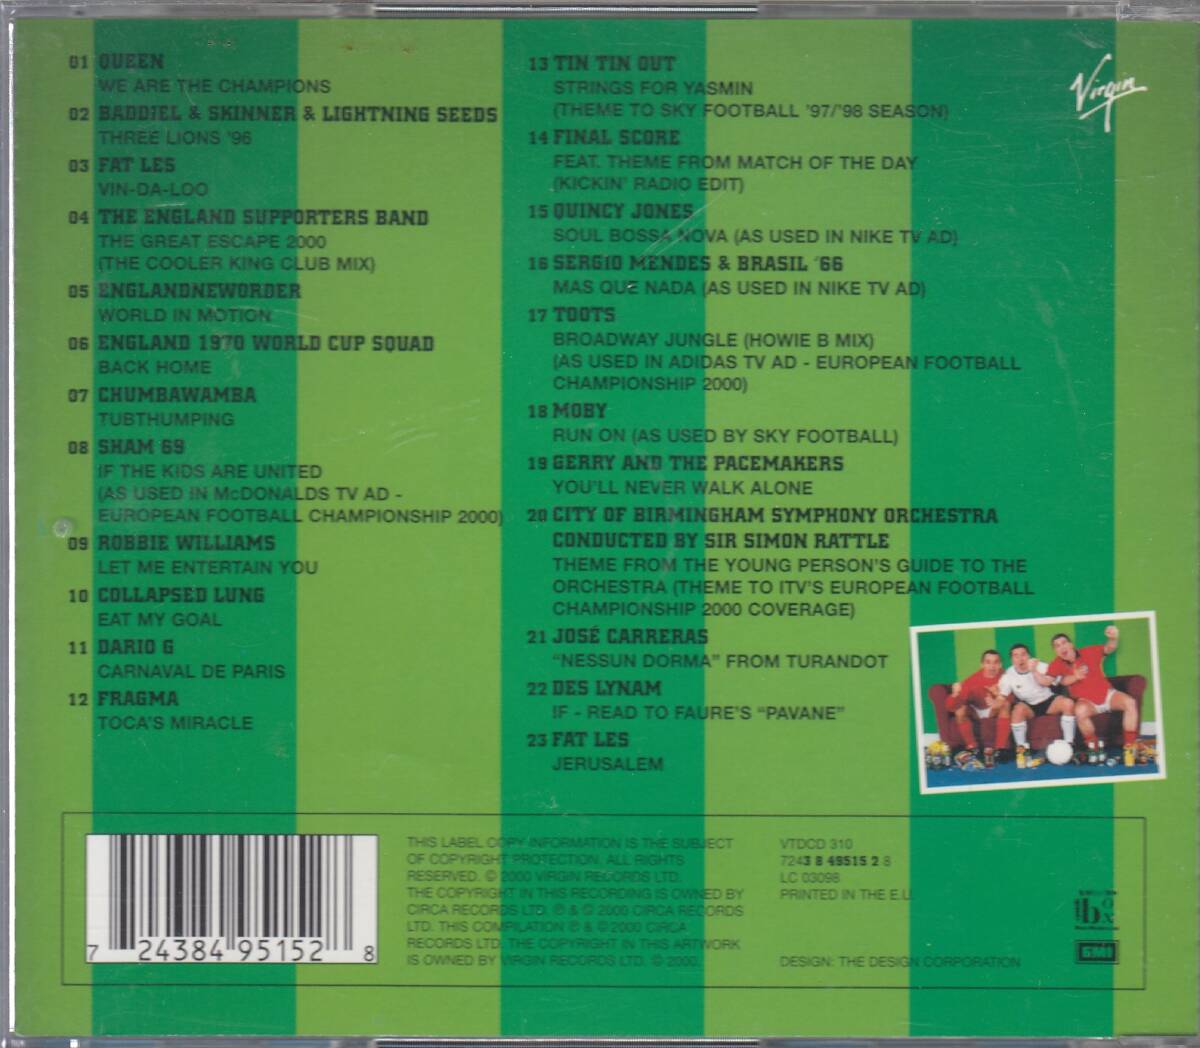 01 QUEEN
WE ARE THE CHAMPIONS
02 BADDIEL & SKINNER & LIGHTNING SEEDS
THREE LIONS '96
03 FAT LES
VIN-DA-LOO
04 THE ENGLAND SUPPORTERS BAND
THE GREAT ESCAPE 2000
(THE COOLER KING CLUB MIX)
05 ENGLANDNEWORDER
WORLD IN MOTION
06 ENGLAND 1970 WORLD CUP SQUAD
BACK HOME
07 CHUMBAWAMBA
TUBTHUMPING
08 SHAM 69
IF THE KIDS ARE UNITED
(AS USED IN McDONALDS TV AD -
EUROPEAN FOOTBALL CHAMPIONSHIP 2000)
09 ROBBIE WILLIAMS
LET ME ENTERTAIN YOU
10 COLLAPSED LUNG
EAT MY GOAL
11 DARIO G
CARNAVAL DE PARIS
12 FRAGMA
TOCA'S MIRACLE
13 TIN TIN OUT
STRINGS FOR YASMIN
(THEME TO SKY FOOTBALL '97/'98 SEASON)
14 FINAL SCORE
FEAT. THEME FROM MATCH OF THE DAY
(KICKIN' RADIO EDIT)
15 QUINCY JONES
SOUL BOSSA NOVA (AS USED IN NIKE TV AD)
16 SERGIO MENDES & BRASIL '66
MAS QUE NADA (AS USED IN NIKE TV AD)
17 TOOTS
BROADWAY JUNGLE (HOWIE B MIX)
(AS USED IN ADIDAS TV AD - EUROPEAN FOOTBALL
CHAMPIONSHIP 2000)
18 MOBY
RUN ON (AS USED BY SKY FOOTBALL)
19 GERRY AND THE PACEMAKERS
YOU'LL NEVER WALK ALONE
20 CITY OF BIRMINGHAM SYMPHONY ORCHESTRA
CONDUCTED BY SIR SIMON RATTLE
THEME FROM THE YOUNG PERSON'S GUIDE TO THE
ORCHESTRA (THEME TO ITV'S EUROPEAN FOOTBALL
CHAMPIONSHIP 2000 COVERAGE)
21 JOSÉ CARRERAS
"NESSUN DORMA" FROM TURANDOT
22 DES LYNAM
IF - READ TO FAURE'S "PAVANE"
23 FAT LES
JERUSALEM
Virgin
7 24384 95152 8
THIS LABEL COPY INFORMATION IS THE SUBJECT
OF COPYRIGHT PROTECTION. ALL RIGHTS
RESERVED. © 2000 VIRGIN RECORDS LTD.
THE COPYRIGHT IN THIS RECORDING IS OWNED BY
CIRCA RECORDS LTD. ℗ & © 2000 CIRCA RECORDS
LTD. THIS COMPILATION ℗ & © 2000 CIRCA
RECORDS LTD. THE COPYRIGHT IN THIS ARTWORK
IS OWNED BY VIRGIN RECORDS LTD. © 2000.
VTDCD 310
7243 8 49515 2 8
LC 03098
PRINTED IN THE E.U.
DESIGN: THE DESIGN CORPORATION
tbox
EMI